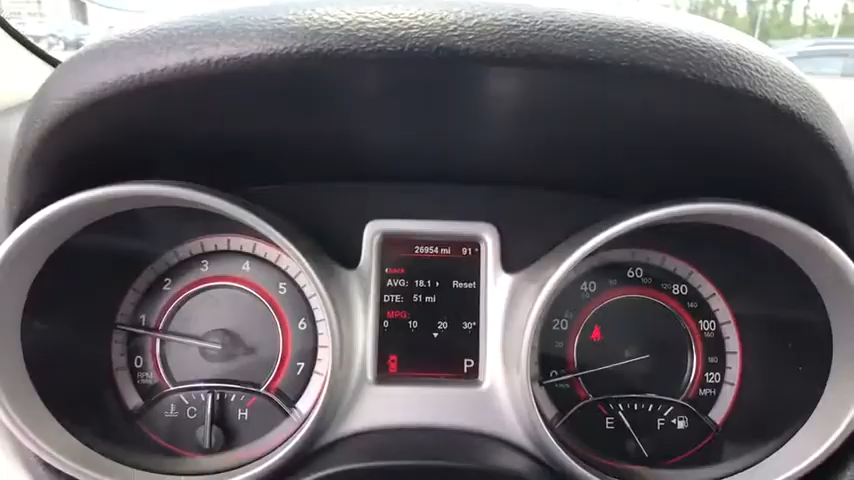 26954 mi 91°
BACK
AVG: 18.1 Reset
DTE: 51 mi
MPG:
0 10 20 30+
P
0 1 2 3 4 5 6 7
RPM
C H
0 20 40 60 80 100 120
MPH
E F